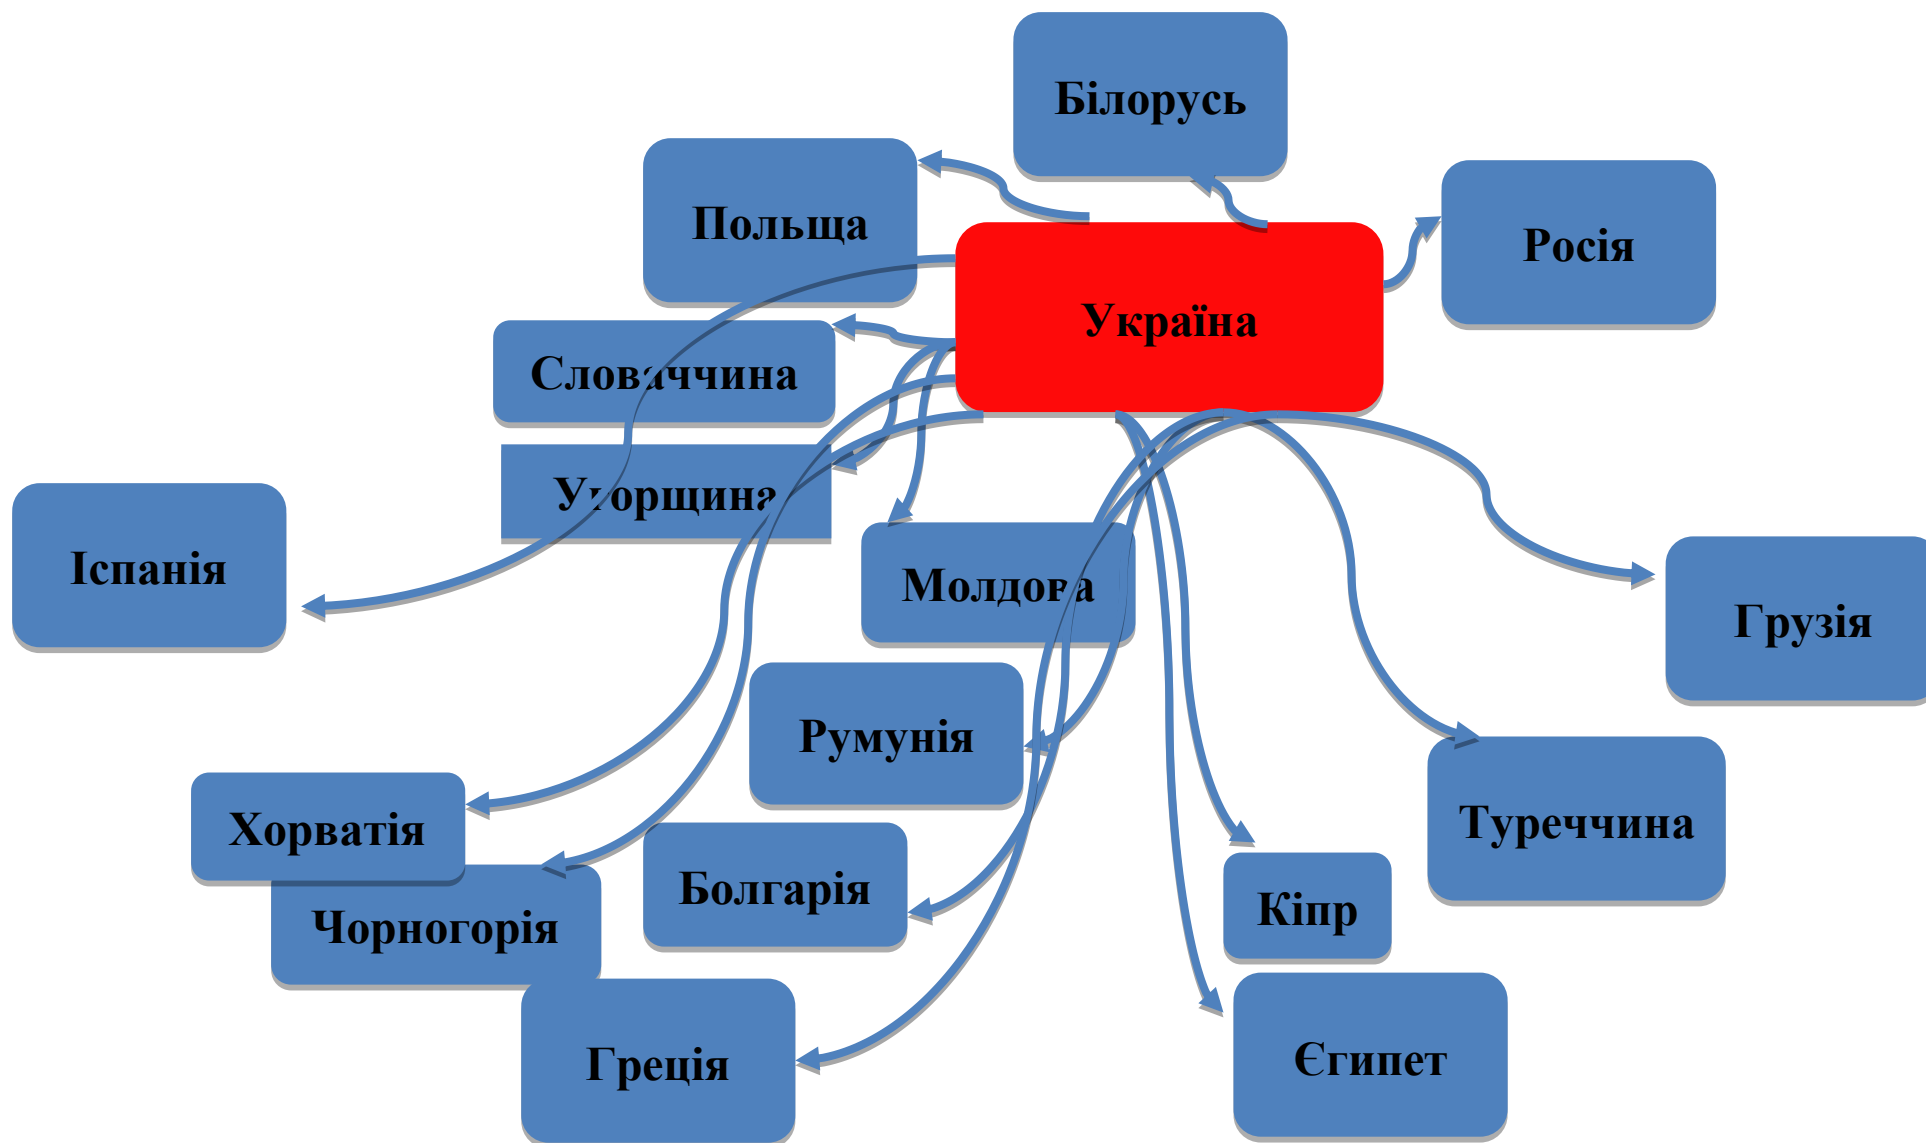 Білорусь
Польща
Росія
Україна
Словаччина
Угорщина
Іспанія
Молдова
Грузія
Румунія
Хорватія
Туреччина
Болгарія
Кіпр
Чорногорія
Греція
Єгипет